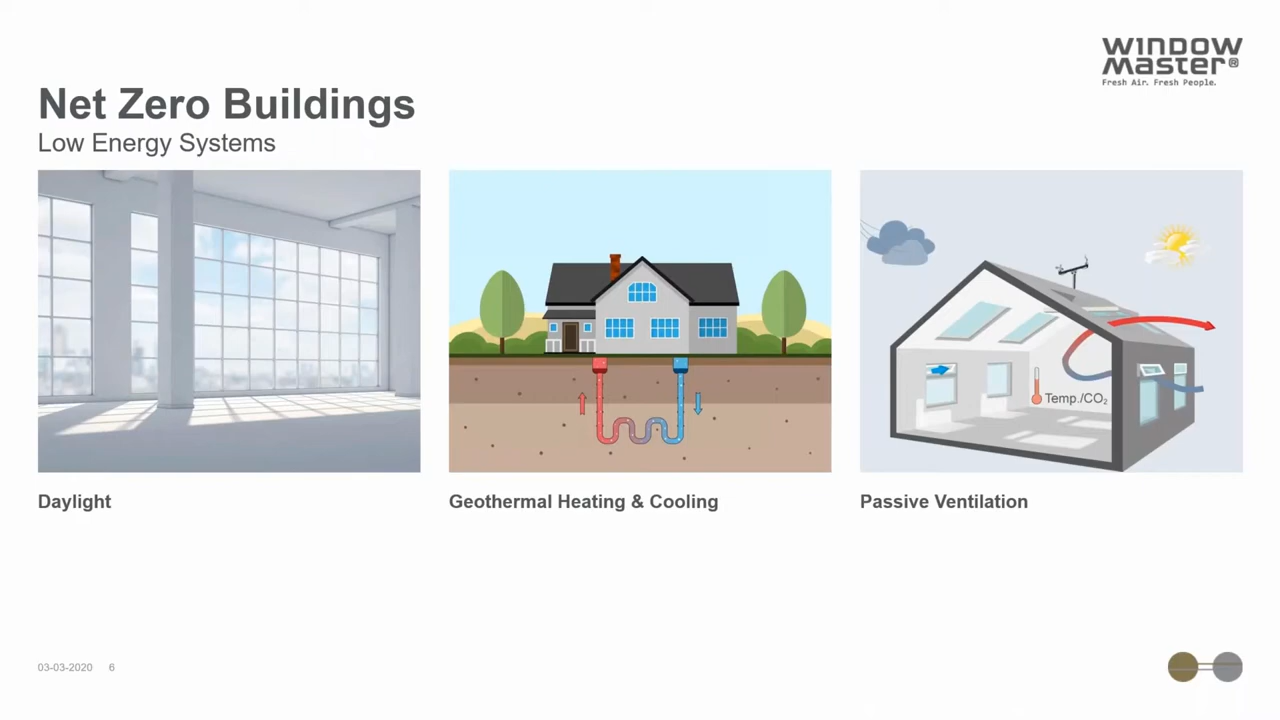 WINDOW
Master®
Fresh Air. Fresh People.
Net Zero Buildings
Low Energy Systems
Temp./CO₂
Daylight
Geothermal Heating & Cooling
Passive Ventilation
03-03-2020 6